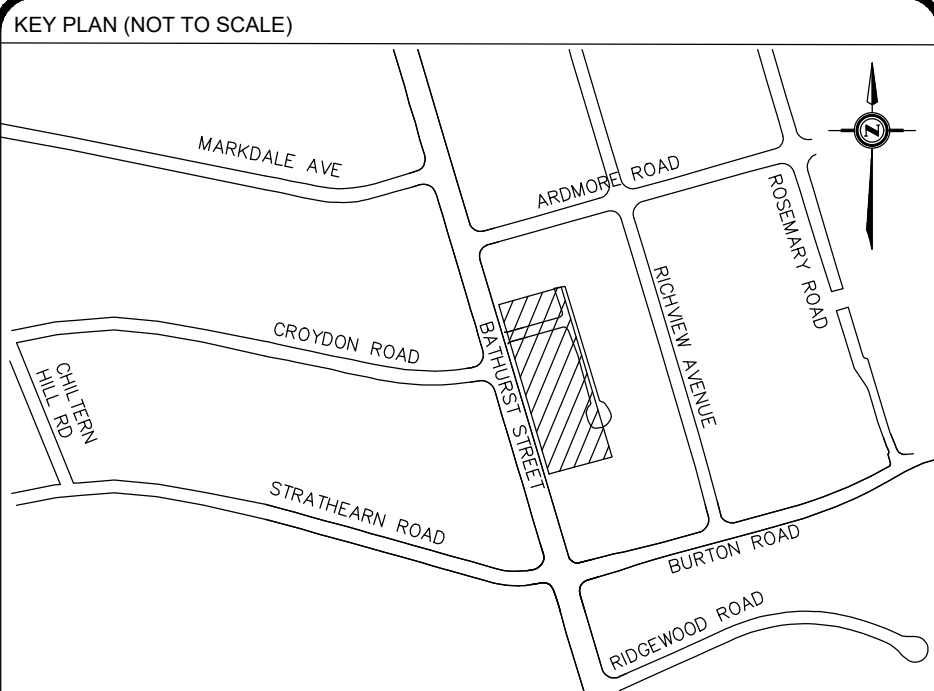 KEY PLAN (NOT TO SCALE)
MARKDALE AVE
ARDMORE ROAD
N
ROSEMARY ROAD
RICHVIEW AVENUE
CROYDON ROAD
BATHURST STREET
CHILTERN
HILL RD
STRATHEARN ROAD
BURTON ROAD
RIDGEWOOD ROAD